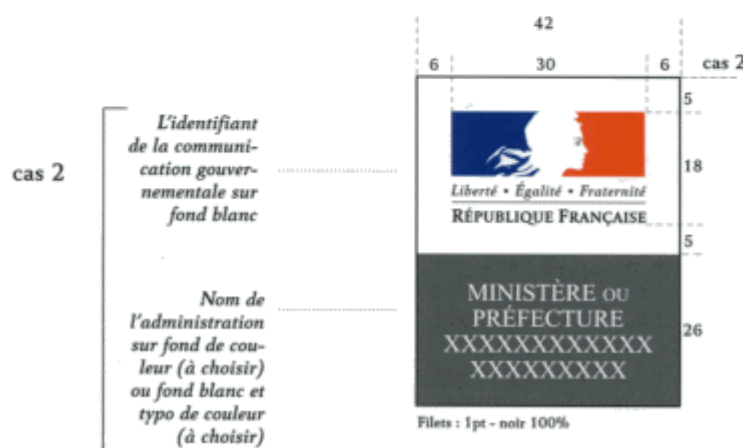 42
6 30 6 cas 2
5
L'identifiant
de la communi-
cation gouver-
nementale sur
fond blanc
cas 2
18
Liberté • Égalité • Fraternité
RÉPUBLIQUE FRANÇAISE
5
Nom de
l'administration
sur fond de cou-
leur (à choisir)
ou fond blanc et
typo de couleur
(à choisir)
MINISTÈRE OU
PRÉFECTURE
XXXXXXXXXXXX
XXXXXXXXX
26
Filets : 1pt - noir 100%